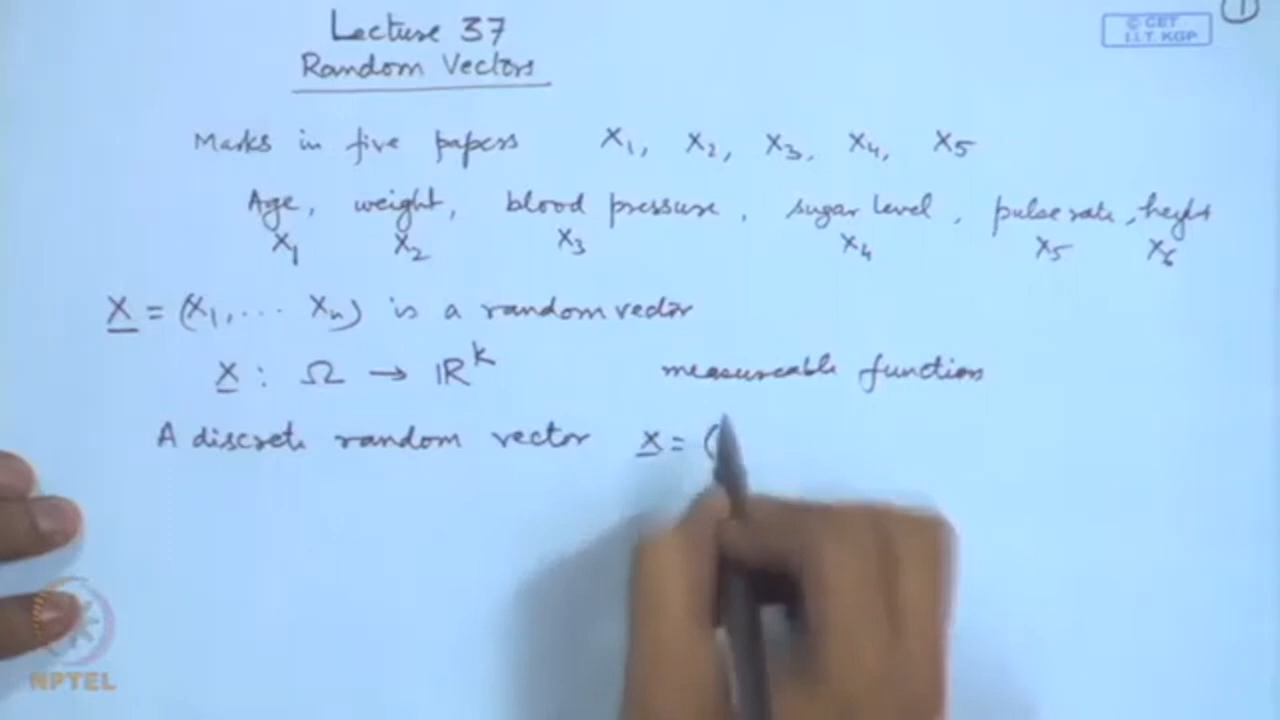 Lecture 37
① 
© CET
I.I.T. KGP
Random Vectors
Marks in five papers X₁, X₂, X₃, X₄, X₅
Age, weight, blood pressure, sugar level, pulse rate, height
X₁ X₂ X₃ X₄ X₅ X₆
X = (X₁, ... Xₙ) is a random vector
X : Ω → ℝᵏ measureable function
A discrete random vector X = (
NPTEL